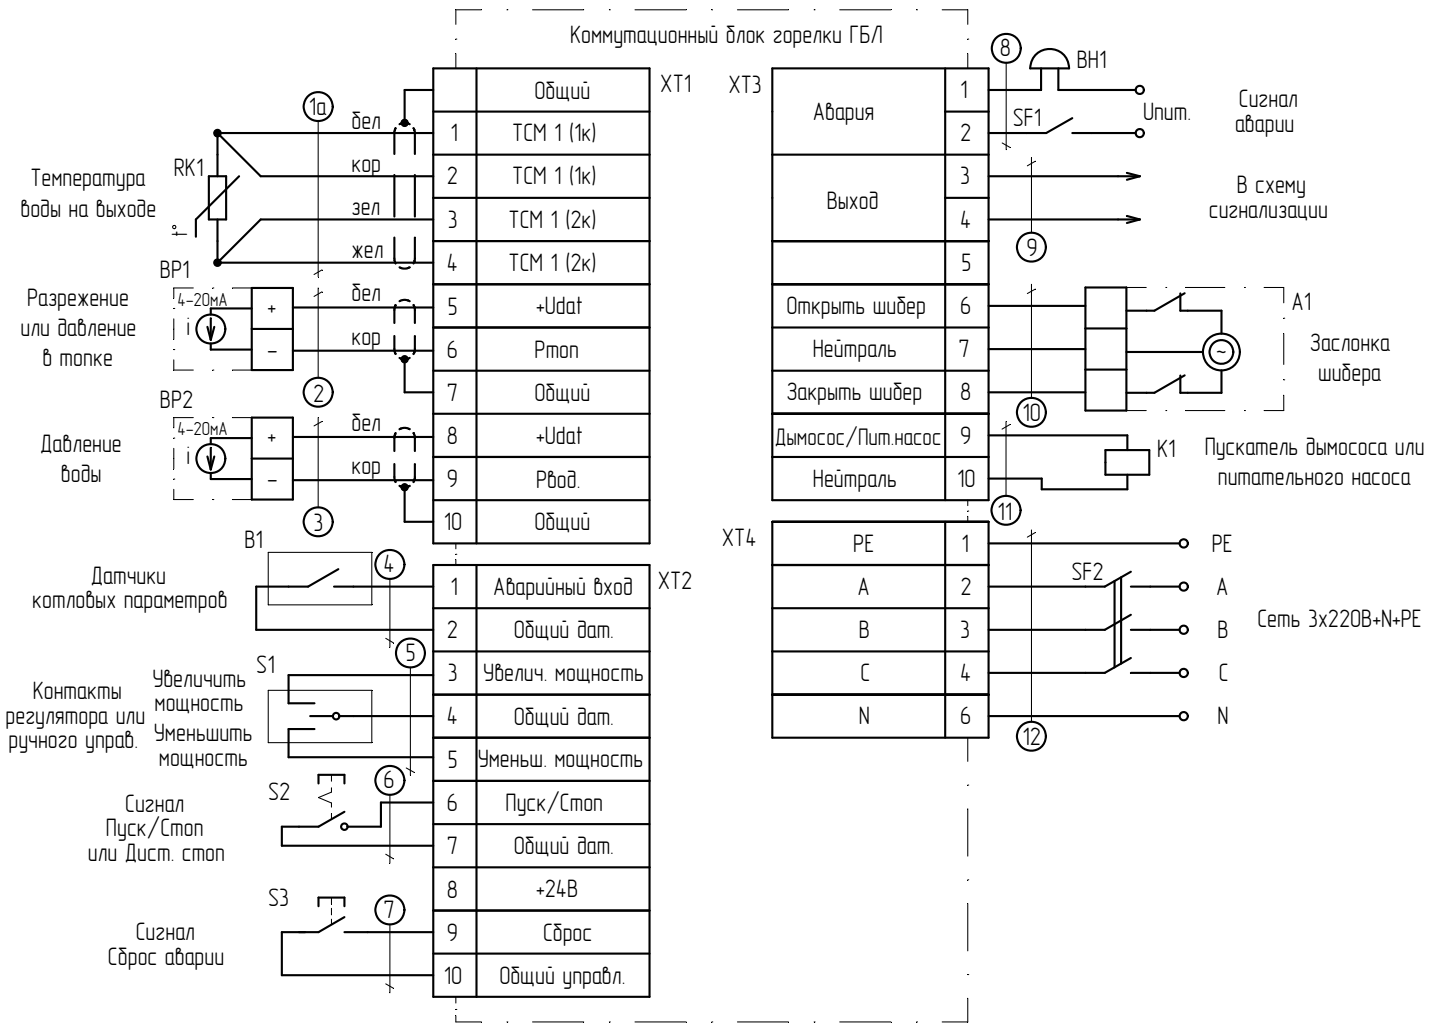 Коммутационный блок горелки ГБЛ
XT1
Общий
1 ТСМ 1 (1к)
2 ТСМ 1 (1к)
3 ТСМ 1 (2к)
4 ТСМ 1 (2к)
5 +Udat
6 Pтоп
7 Общий
8 +Udat
9 Pвод.
10 Общий
1а
бел
кор
зел
жел
RK1
t°
Температура
воды на выходе
BP1
4-20мА
i
+
−
бел
кор
2
Разрежение
или давление
в топке
BP2
4-20мА
i
+
−
бел
кор
3
Давление
воды
XT2
1 Аварийный вход
2 Общий дат.
3 Увелич. мощность
4 Общий дат.
5 Уменьш. мощность
6 Пуск/Стоп
7 Общий дат.
8 +24В
9 Сброс
10 Общий управл.
B1
4
Датчики
котловых параметров
5
S1
Увеличить
мощность
Уменьшить
мощность
Контакты
регулятора или
ручного управ.
S2
6
Сигнал
Пуск/Стоп
или Дист. стоп
S3
7
Сигнал
Сброс аварии
XT3
Авария
1
2
Выход
3
4
5
Открыть шибер 6
Нейтраль 7
Закрыть шибер 8
Дымосос/Пит.насос 9
Нейтраль 10
8
BH1
SF1
Uпит.
Сигнал
аварии
9
В схему
сигнализации
10
A1
~
Заслонка
шибера
11
K1
Пускатель дымососа или
питательного насоса
XT4
PE 1
A 2
B 3
C 4
N 6
SF2
12
PE
A
B
C
N
Сеть 3х220В+N+PE